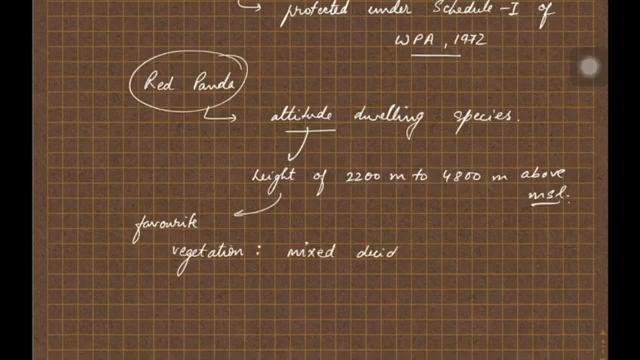 protected under Schedule-I of
WPA, 1972
Red Panda
attitude dwelling species.
height of 2200 m to 4800 m above
msl.
favourite
vegetation : mixed decid